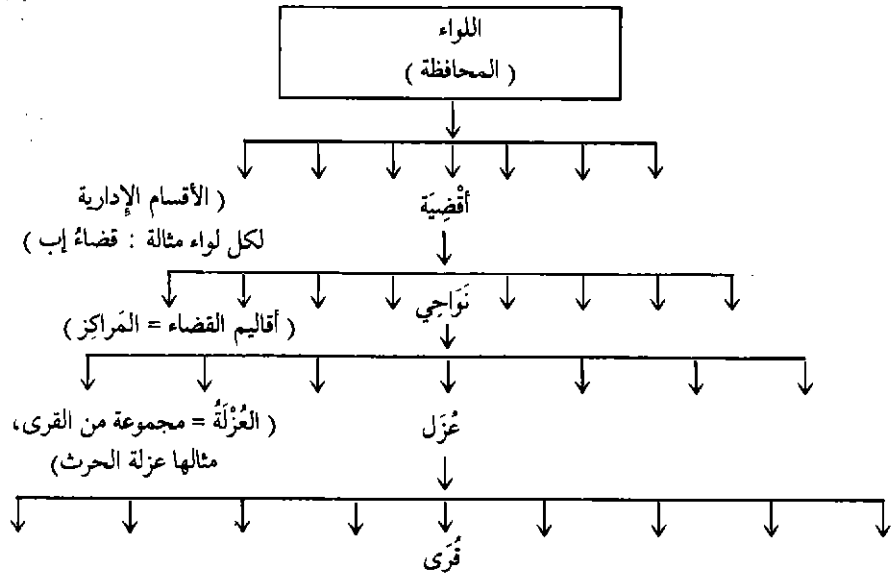 اللواء
( المحافظة )
أقْضِيَة
( الأقسام الإدارية
لكل لواء مثالة : قضاءُ إب )
نَوَاحِي
( أقاليم القضاء = المَراكِز )
عُزَل
( العُزْلَةُ = مجموعة من القرى،
مثالها عزلة الحرث)
قُرَى